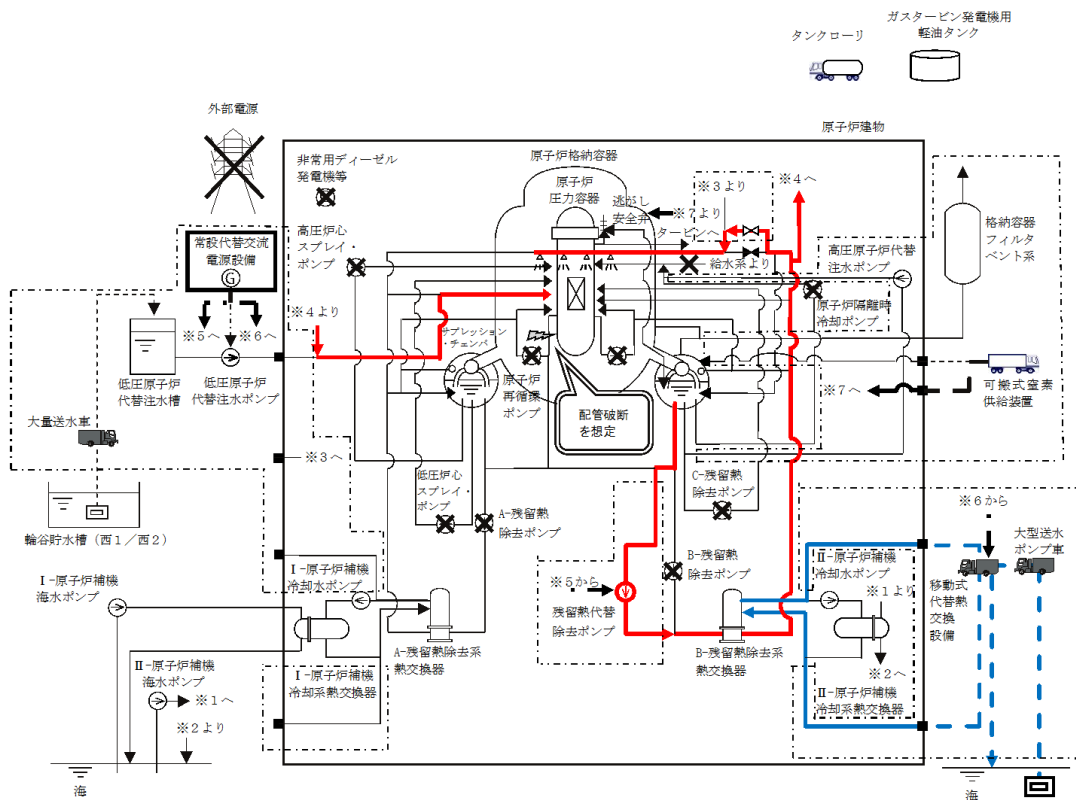 ガスタービン発電機用
軽油タンク
タンクローリ
外部電源
原子炉建物
非常用ディーゼル
発電機等
原子炉格納容器
原子炉
圧力容器
逃がし
安全弁
※7より
タービンへ
※3より
※4へ
給水系より
高圧炉心
スプレイ・
ポンプ
高圧原子炉代替
注水ポンプ
格納容器
フィルタ
ベント系
常設代替交流
電源設備
G
※5へ
※6へ
※4より
低圧原子炉
代替注水槽
低圧原子炉
代替注水ポンプ
サプレッション
・チェンバ
原子炉
再循環
ポンプ
原子炉隔離時
冷却ポンプ
配管破断
を想定
※7へ
可搬式窒素
供給装置
大量送水車
※3へ
輪谷貯水槽（西1／西2）
低圧炉心
スプレイ・
ポンプ
A-残留熱
除去ポンプ
C-残留熱
除去ポンプ
B-残留熱
除去ポンプ
※5から
残留熱代替
除去ポンプ
※6から
大型送水
ポンプ車
移動式
代替熱
交換
設備
Ⅰ-原子炉補機
海水ポンプ
Ⅰ-原子炉補機
冷却水ポンプ
Ⅱ-原子炉補機
冷却水ポンプ
※1より
A-残留熱除去系
熱交換器
B-残留熱除去系
熱交換器
※2へ
Ⅱ-原子炉補機
海水ポンプ
※1へ
※2より
Ⅰ-原子炉補機
冷却系熱交換器
Ⅱ-原子炉補機
冷却系熱交換器
海
海